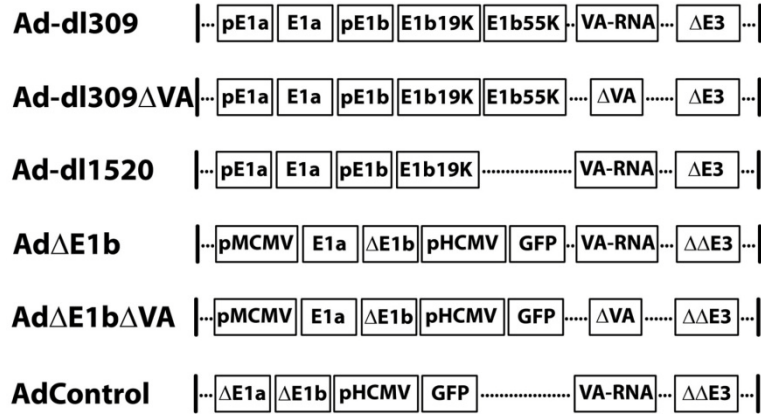 Ad-dl309 pE1a E1a pE1b E1b19K E1b55K VA-RNA ΔE3
Ad-dl309ΔVA pE1a E1a pE1b E1b19K E1b55K ΔVA ΔE3
Ad-dl1520 pE1a E1a pE1b E1b19K VA-RNA ΔE3
AdΔE1b pMCMV E1a ΔE1b pHCMV GFP VA-RNA ΔΔE3
AdΔE1bΔVA pMCMV E1a ΔE1b pHCMV GFP ΔVA ΔΔE3
AdControl ΔE1a ΔE1b pHCMV GFP VA-RNA ΔΔE3